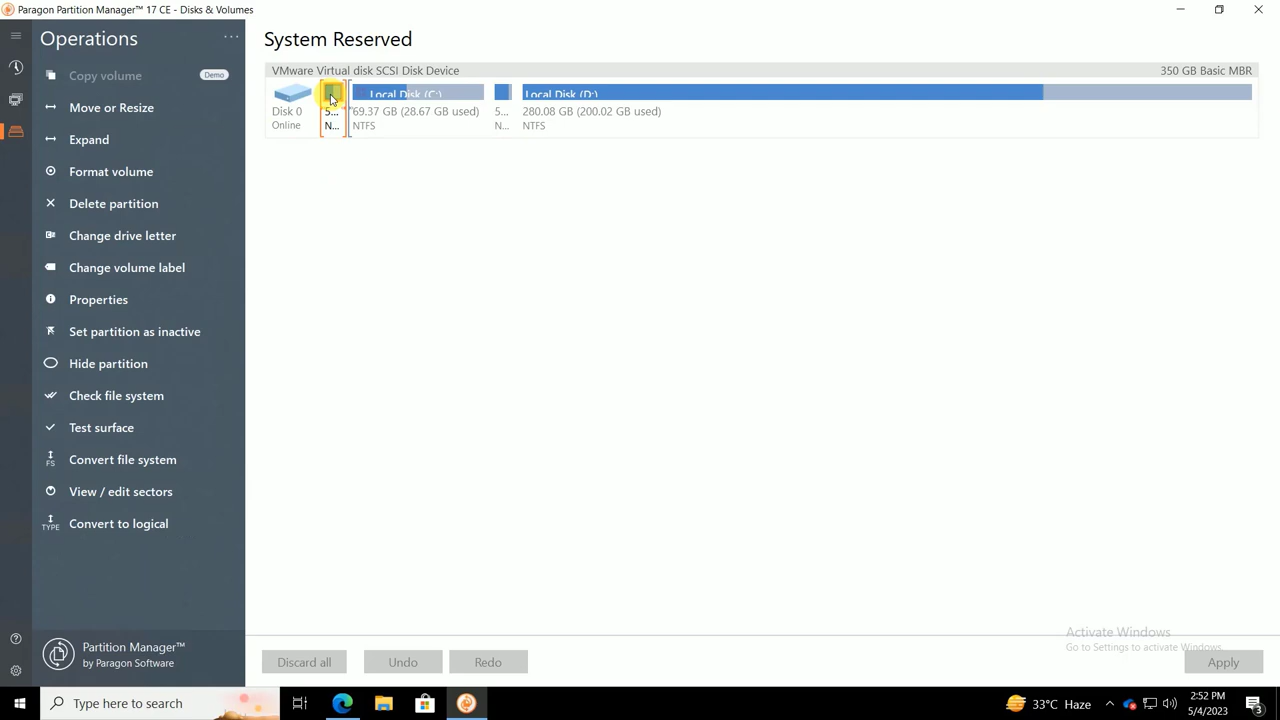 Paragon Partition Manager™ 17 CE - Disks & Volumes
Operations
...
Copy volume
Demo
Move or Resize
Expand
Format volume
Delete partition
Change drive letter
Change volume label
Properties
Set partition as inactive
Hide partition
Check file system
Test surface
FS
Convert file system
View / edit sectors
TYPE
Convert to logical
Partition Manager™
by Paragon Software
System Reserved
VMware Virtual disk SCSI Disk Device
350 GB Basic MBR
Local Disk (C:)
Local Disk (D:)
Disk 0
5...
69.37 GB (28.67 GB used)
5...
280.08 GB (200.02 GB used)
Online
N...
NTFS
N...
NTFS
Activate Windows
Go to Settings to activate Windows.
Discard all
Undo
Redo
Apply
Type here to search
33°C Haze
2:52 PM
5/4/2023
3